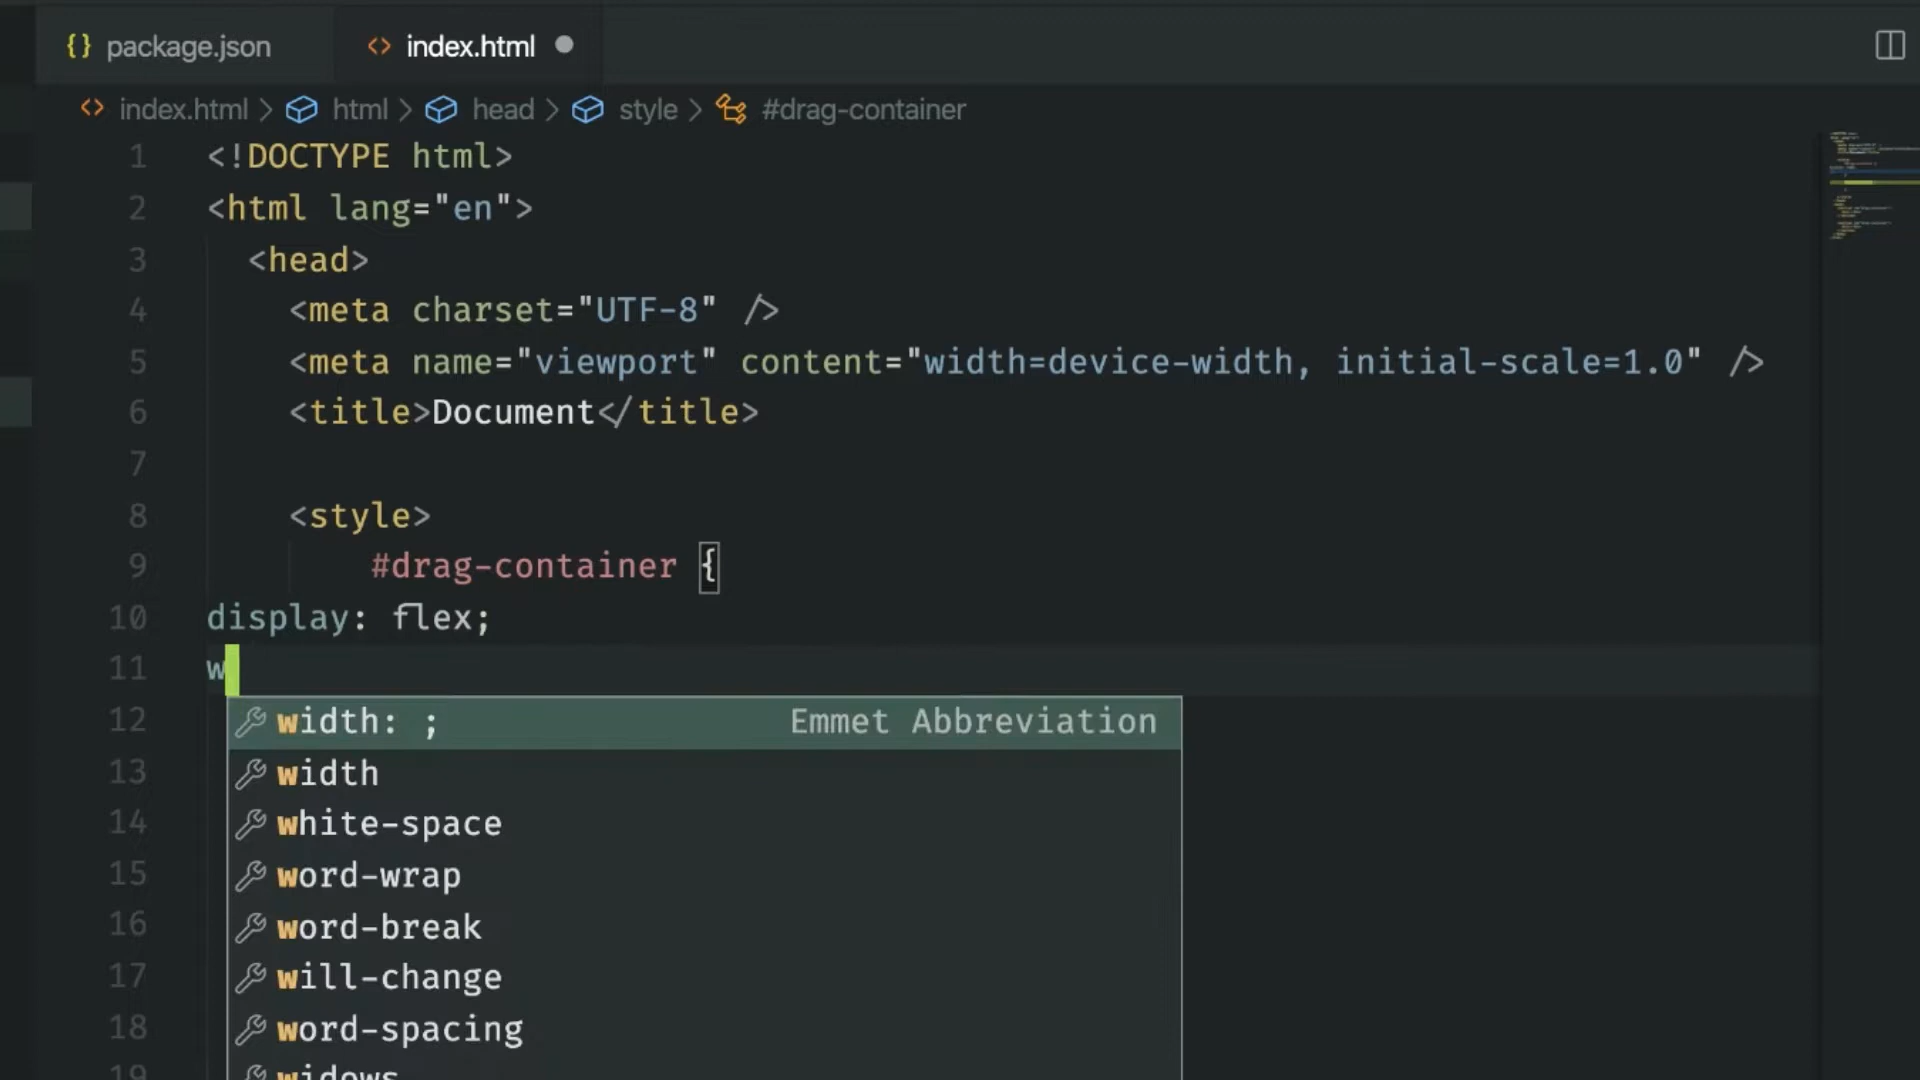 package.json index.html
index.html > html > head > style > #drag-container
1 <!DOCTYPE html>
2 <html lang="en">
3 <head>
4 <meta charset="UTF-8" />
5 <meta name="viewport" content="width=device-width, initial-scale=1.0" />
6 <title>Document</title>
7
8 <style>
9 #drag-container {
10 display: flex;
11 w
12 width: ; Emmet Abbreviation
13 width
14 white-space
15 word-wrap
16 word-break
17 will-change
18 word-spacing
19 widows